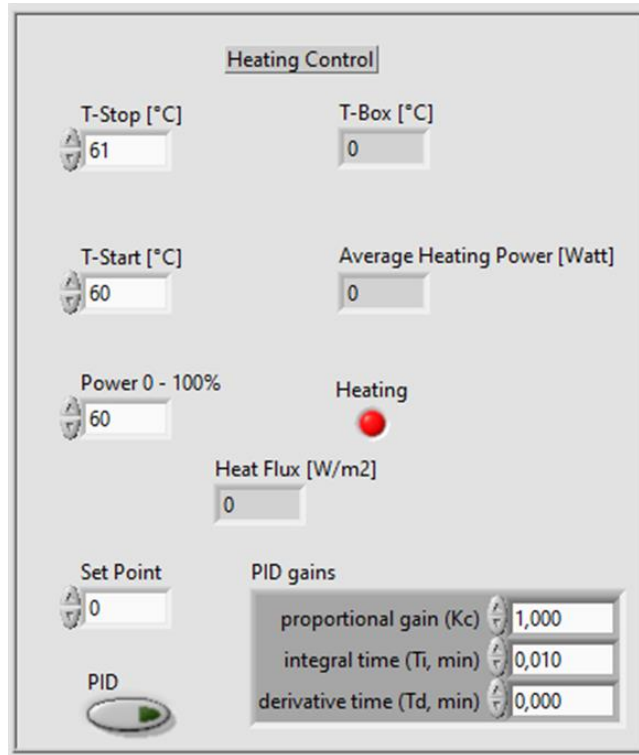 Heating Control
T-Stop [°C]
61
T-Box [°C]
0
T-Start [°C]
60
Average Heating Power [Watt]
0
Power 0 - 100%
60
Heating
Heat Flux [W/m2]
0
Set Point
0
PID
PID gains
proportional gain (Kc) 1,000
integral time (Ti, min) 0,010
derivative time (Td, min) 0,000